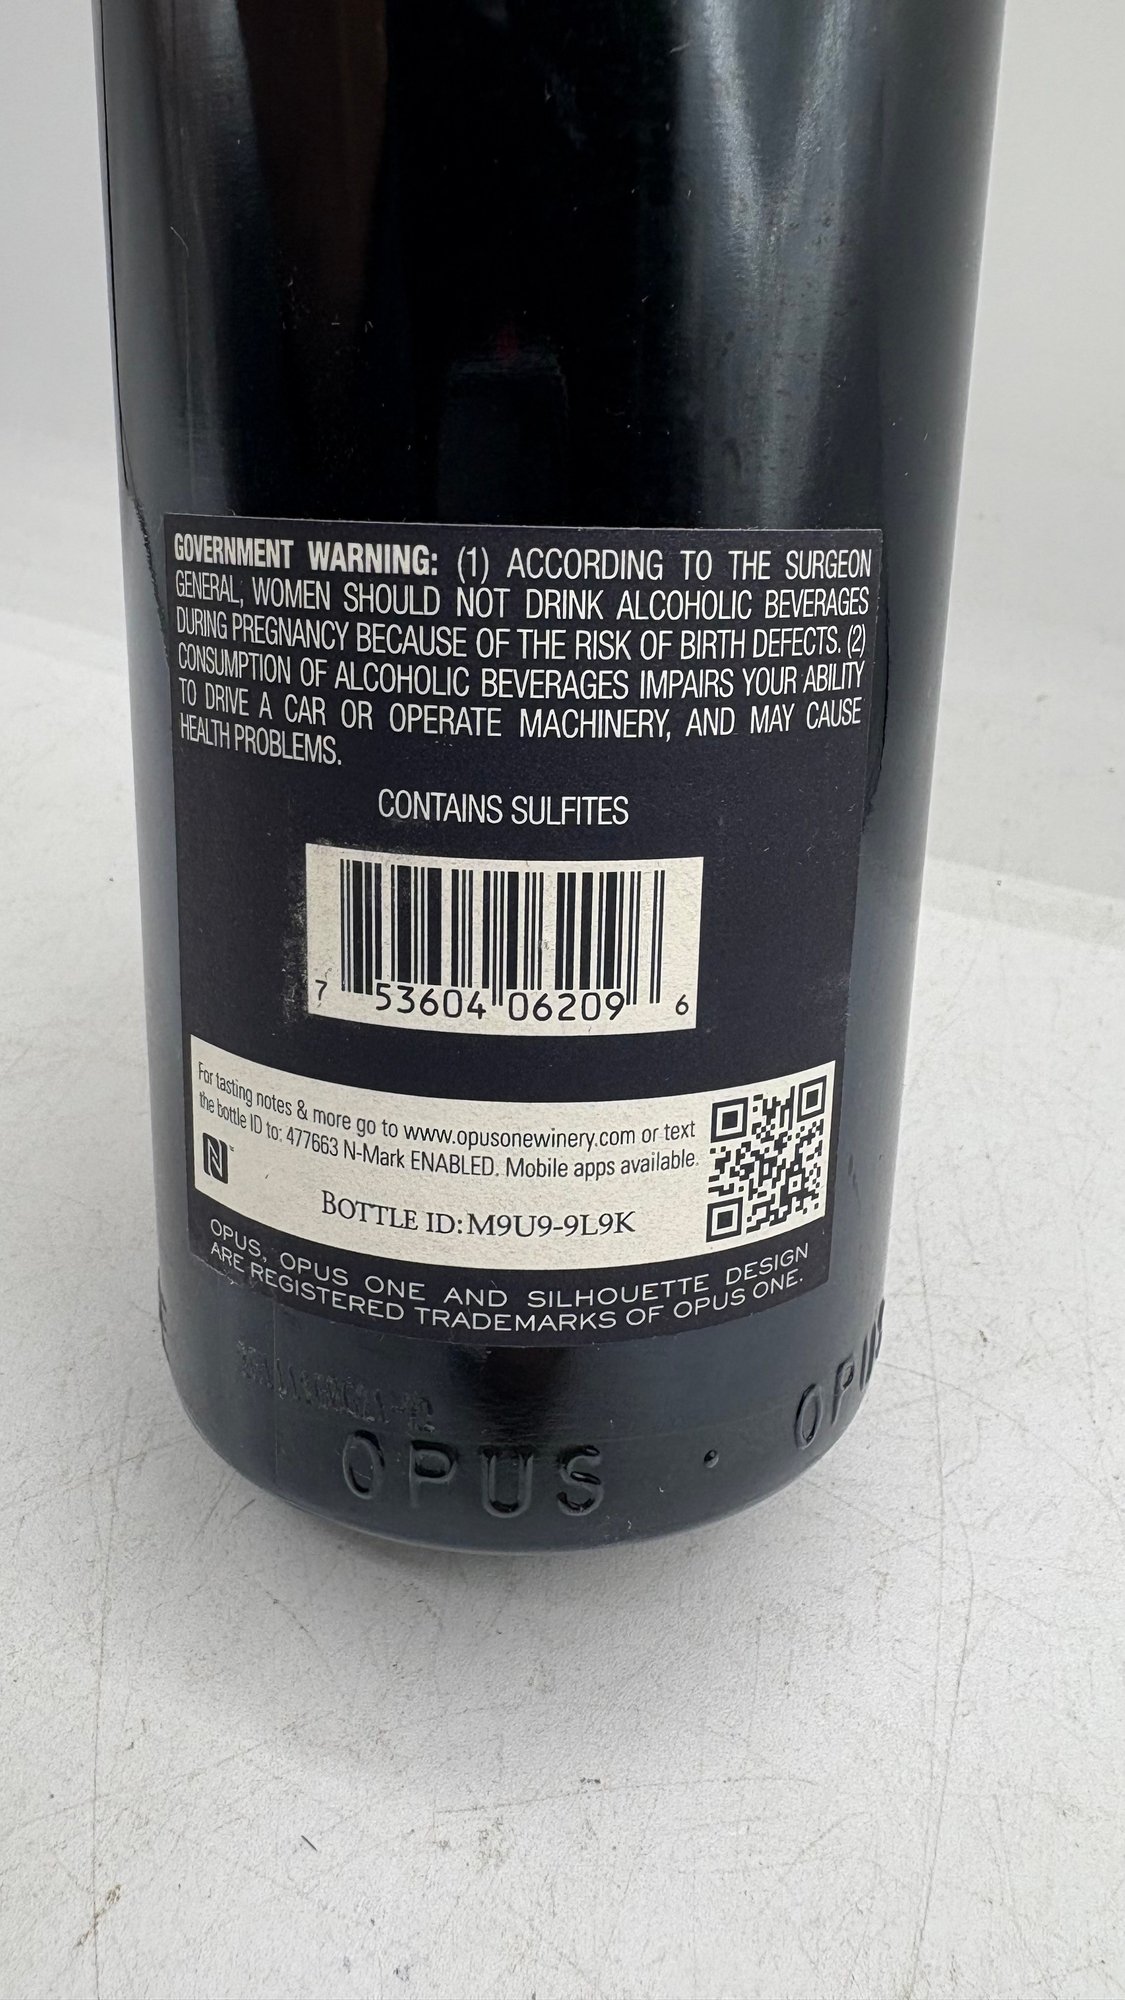 GOVERNMENT WARNING: (1) ACCORDING TO THE SURGEON
GENERAL, WOMEN SHOULD NOT DRINK ALCOHOLIC BEVERAGES
DURING PREGNANCY BECAUSE OF THE RISK OF BIRTH DEFECTS. (2)
CONSUMPTION OF ALCOHOLIC BEVERAGES IMPAIRS YOUR ABILITY
TO DRIVE A CAR OR OPERATE MACHINERY, AND MAY CAUSE
HEALTH PROBLEMS.
CONTAINS SULFITES
7 53604 06209 6
For tasting notes & more go to www.opusonewinery.com or text
the bottle ID to: 477663 N-Mark ENABLED. Mobile apps available.
N
BOTTLE ID: M9U9-9L9K
OPUS, OPUS ONE AND SILHOUETTE DESIGN
ARE REGISTERED TRADEMARKS OF OPUS ONE.
OPUS · OPUS